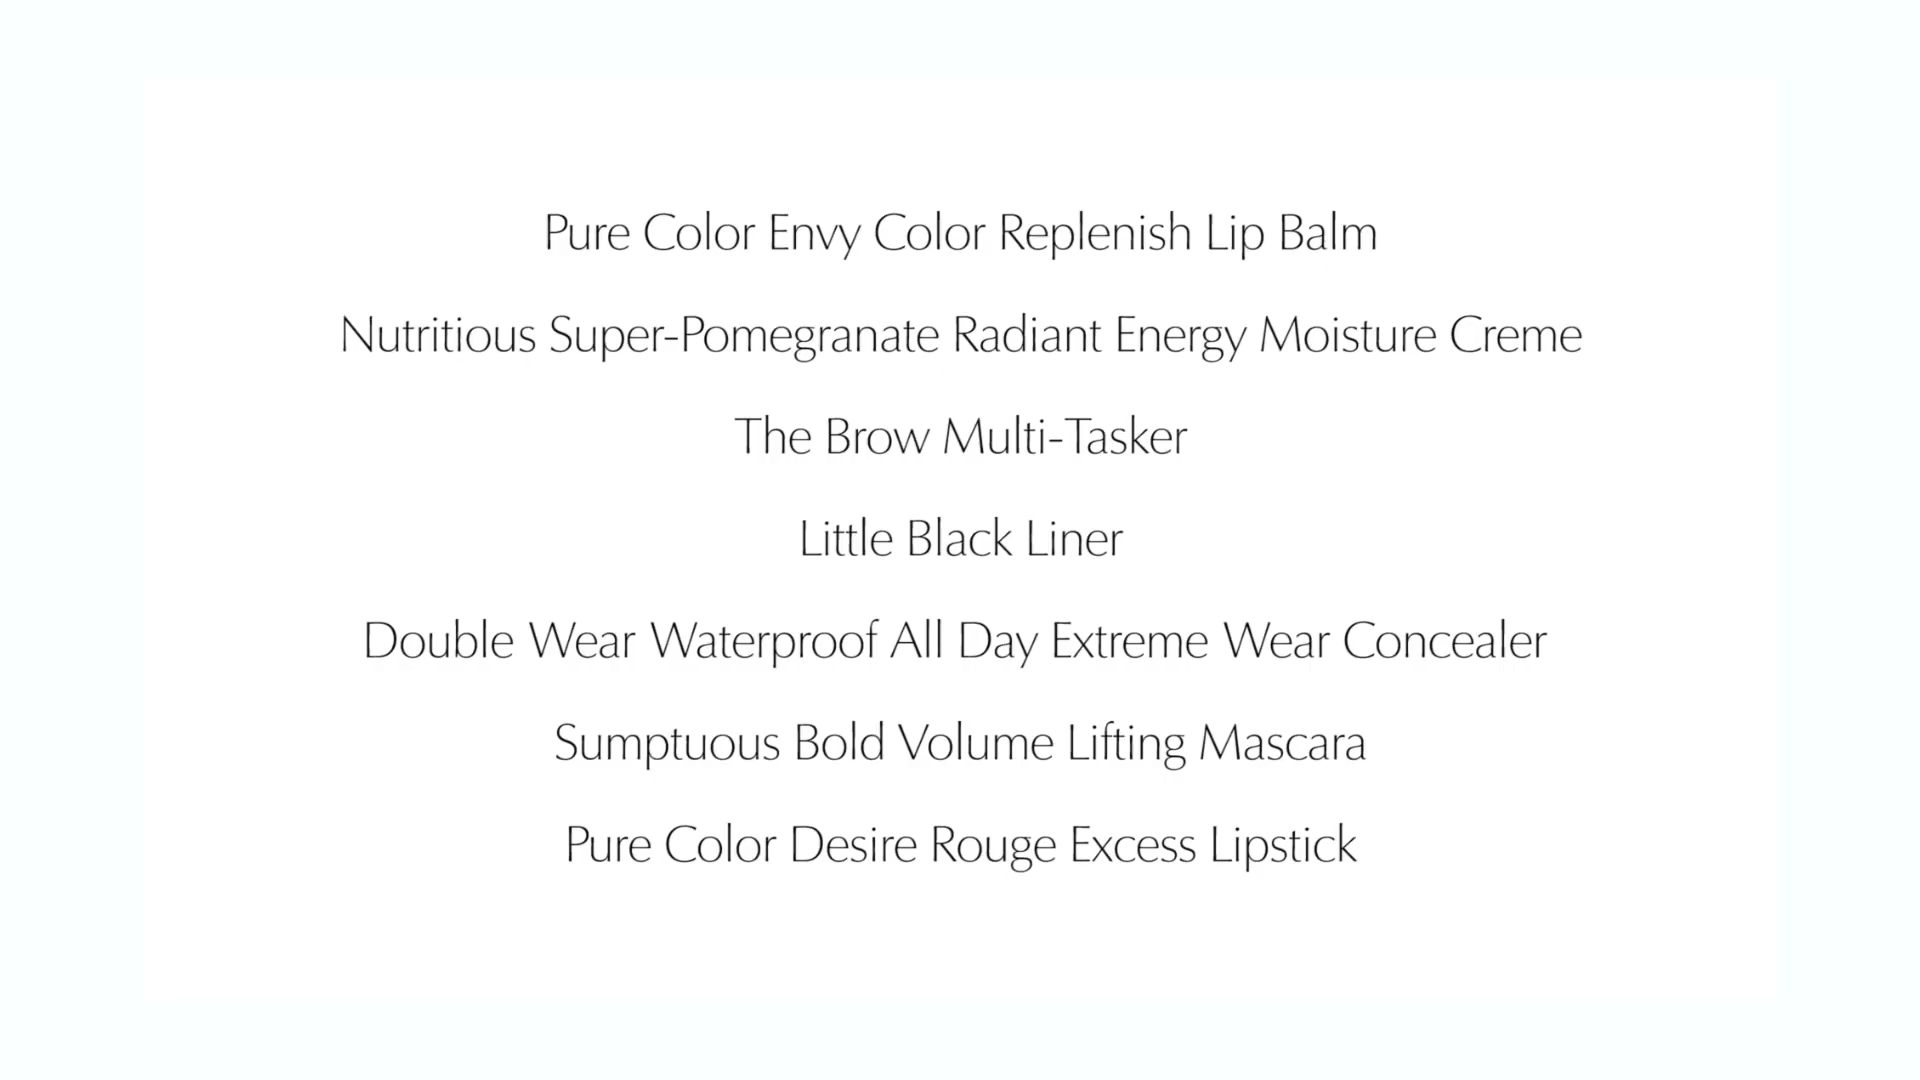 Pure Color Envy Color Replenish Lip Balm
Nutritious Super-Pomegranate Radiant Energy Moisture Creme
The Brow Multi-Tasker
Little Black Liner
Double Wear Waterproof All Day Extreme Wear Concealer
Sumptuous Bold Volume Lifting Mascara
Pure Color Desire Rouge Excess Lipstick